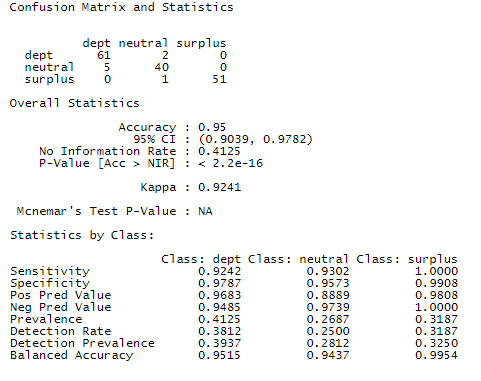 Confusion Matrix and Statistics
dept neutral surplus
dept 61 2 0
neutral 5 40 0
surplus 0 1 51
Overall Statistics
Accuracy : 0.95
95% CI : (0.9039, 0.9782)
No Information Rate : 0.4125
P-Value [Acc > NIR] : < 2.2e-16
Kappa : 0.9241
Mcnemar's Test P-Value : NA
Statistics by Class:
Class: dept Class: neutral Class: surplus
Sensitivity 0.9242 0.9302 1.0000
Specificity 0.9787 0.9573 0.9908
Pos Pred Value 0.9683 0.8889 0.9808
Neg Pred Value 0.9485 0.9739 1.0000
Prevalence 0.4125 0.2687 0.3187
Detection Rate 0.3812 0.2500 0.3187
Detection Prevalence 0.3937 0.2812 0.3250
Balanced Accuracy 0.9515 0.9437 0.9954